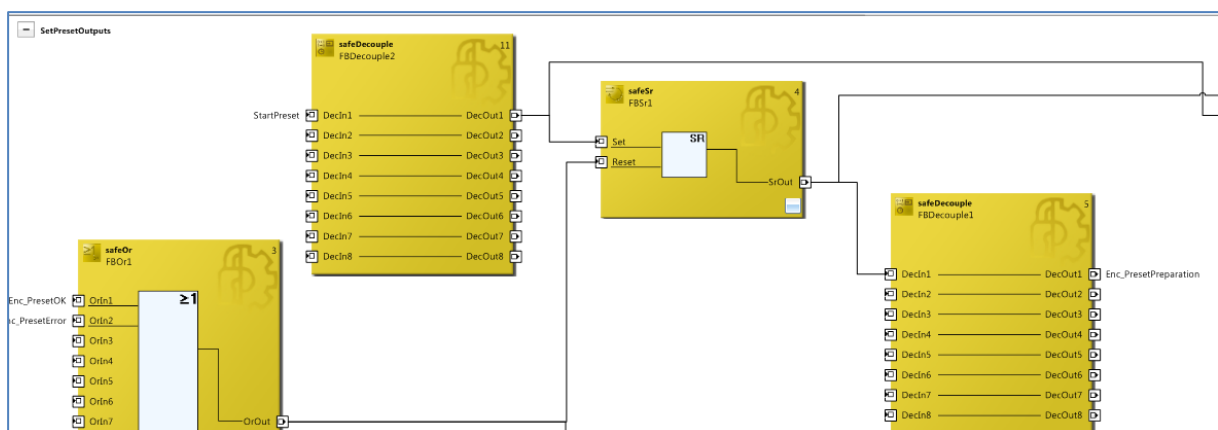 SetPresetOutputs
safeDecouple
FBDecouple2
11
StartPreset
DecIn1
DecOut1
DecIn2
DecOut2
DecIn3
DecOut3
DecIn4
DecOut4
DecIn5
DecOut5
DecIn6
DecOut6
DecIn7
DecOut7
DecIn8
DecOut8
safeSr
FBSr1
4
SR
Set
Reset
SrOut
safeOr
FBOr1
3
≥1
≥1
Enc_PresetOK
OrIn1
nc_PresetError
OrIn2
OrIn3
OrIn4
OrIn5
OrIn6
OrIn7
OrOut
safeDecouple
FBDecouple1
5
DecIn1
DecOut1
Enc_PresetPreparation
DecIn2
DecOut2
DecIn3
DecOut3
DecIn4
DecOut4
DecIn5
DecOut5
DecIn6
DecOut6
DecIn7
DecOut7
DecIn8
DecOut8